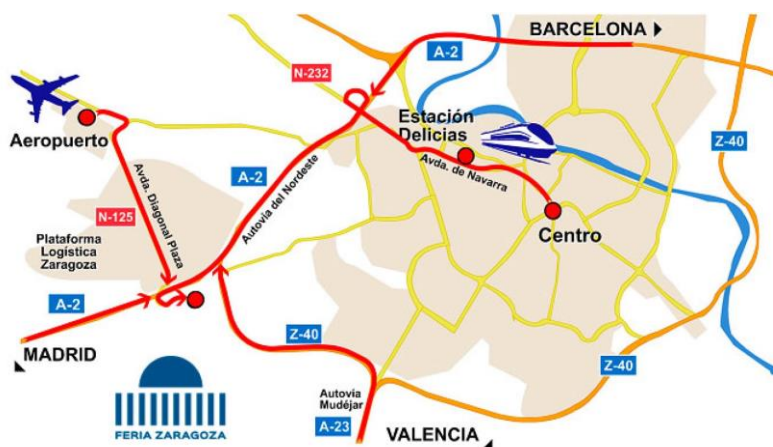 BARCELONA
A-2
N-232
Estación
Delicias
Aeropuerto
Z-40
A-2
Autovía del Nordeste
Avda. de Navarra
Avda. Diagonal Plaza
N-125
Centro
Plataforma
Logística
Zaragoza
A-2
Z-40
MADRID
Z-40
Autovía
Mudéjar
FERIA ZARAGOZA
A-23
VALENCIA